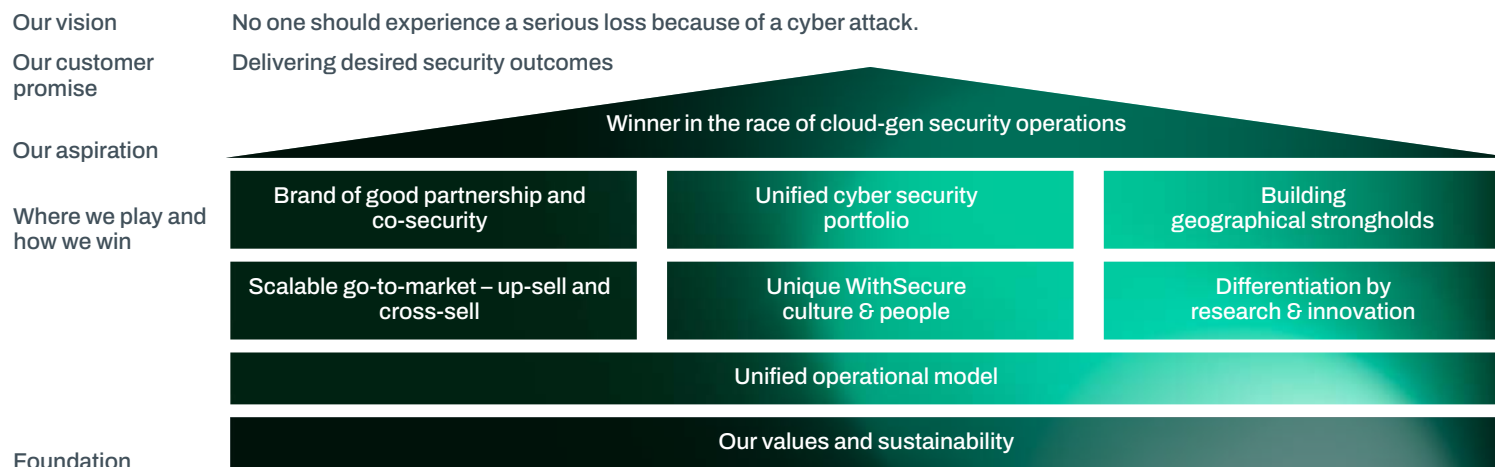 Our vision
No one should experience a serious loss because of a cyber attack.
Our customer
promise
Delivering desired security outcomes
Our aspiration
Winner in the race of cloud-gen security operations
Where we play and
how we win
Brand of good partnership and
co-security
Unified cyber security
portfolio
Building
geographical strongholds
Scalable go-to-market – up-sell and
cross-sell
Unique WithSecure
culture & people
Differentiation by
research & innovation
Unified operational model
Our values and sustainability
Foundation